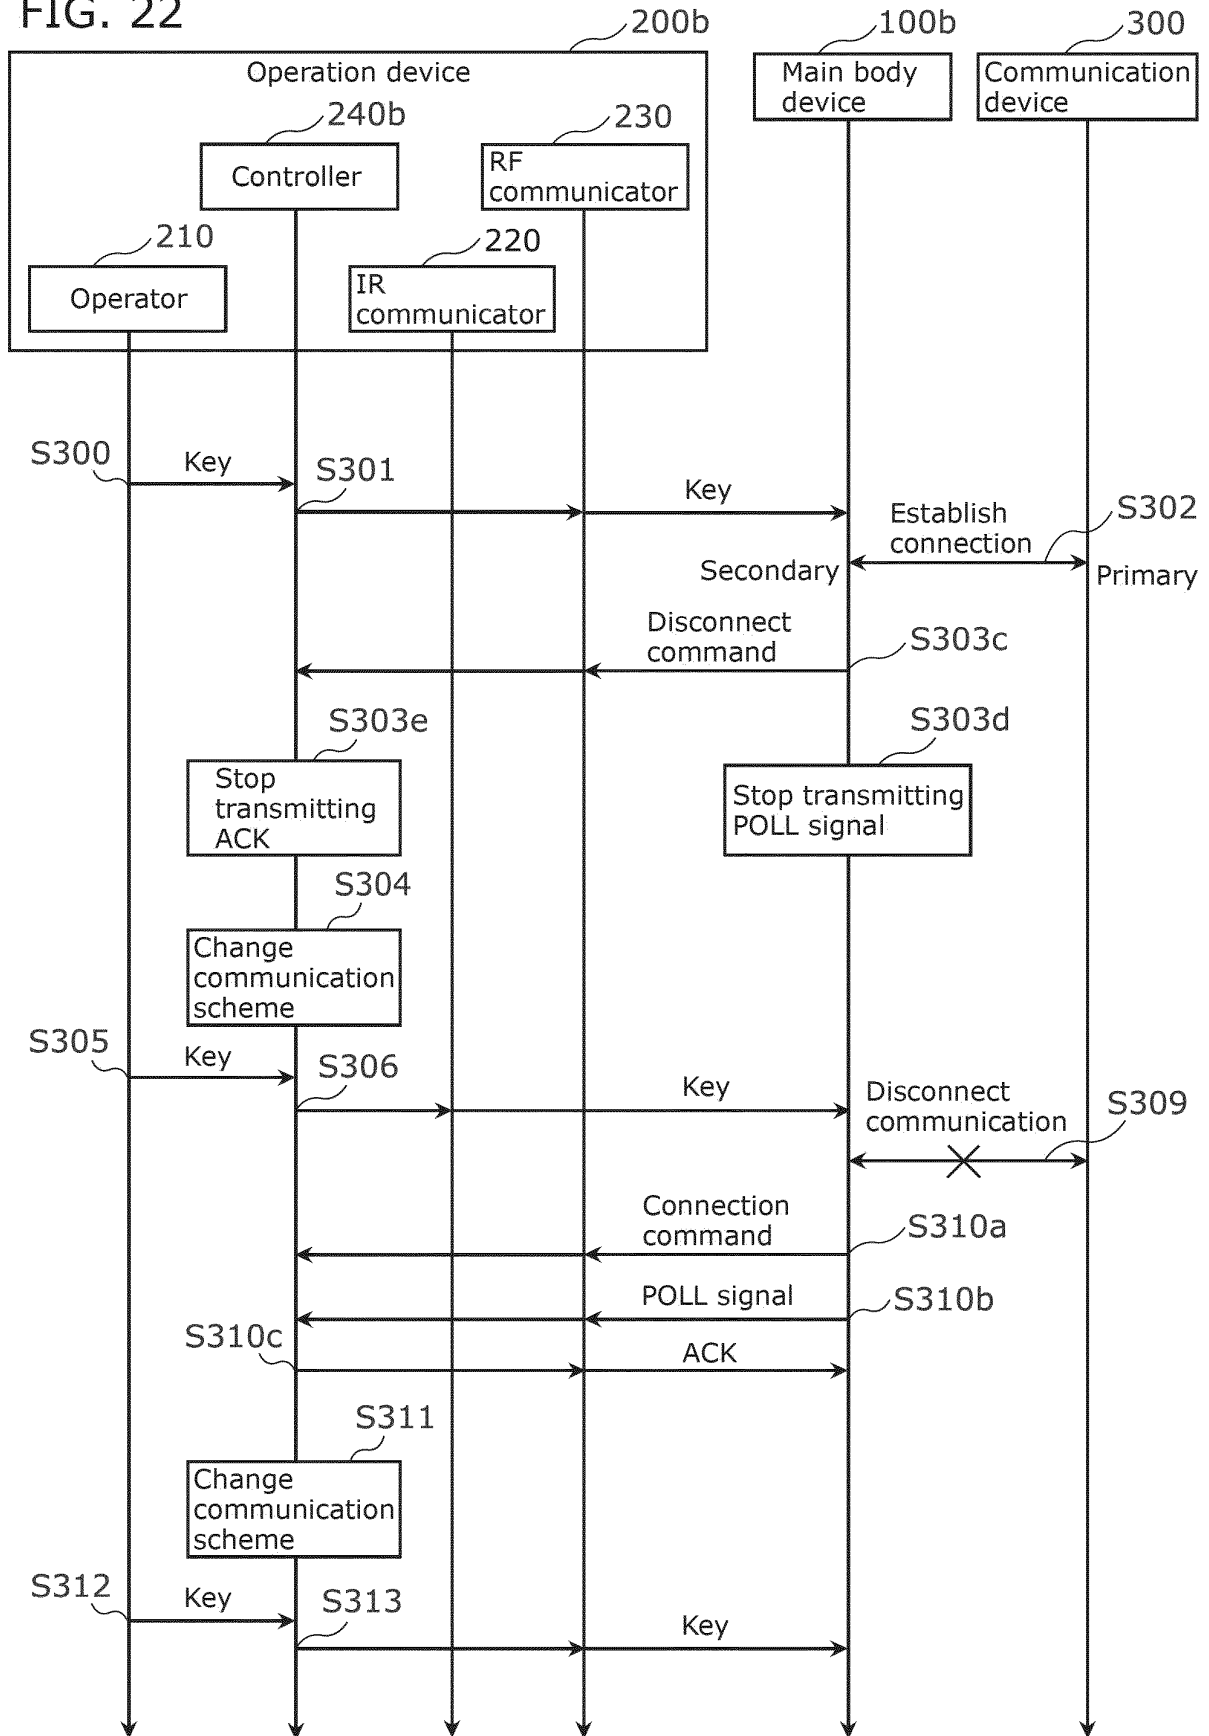 FIG. 22
200b
100b
300
Operation device
Main body
device
Communication
device
240b
230
Controller
RF
communicator
210
220
Operator
IR
communicator
S300
Key
S301
Key
Establish
connection
S302
Secondary
Primary
Disconnect
command
S303c
S303e
S303d
Stop
transmitting
ACK
Stop transmitting
POLL signal
S304
Change
communication
scheme
S305
Key
S306
Key
Disconnect
communication
S309
Connection
command
S310a
POLL signal
S310b
S310c
ACK
S311
Change
communication
scheme
S312
Key
S313
Key